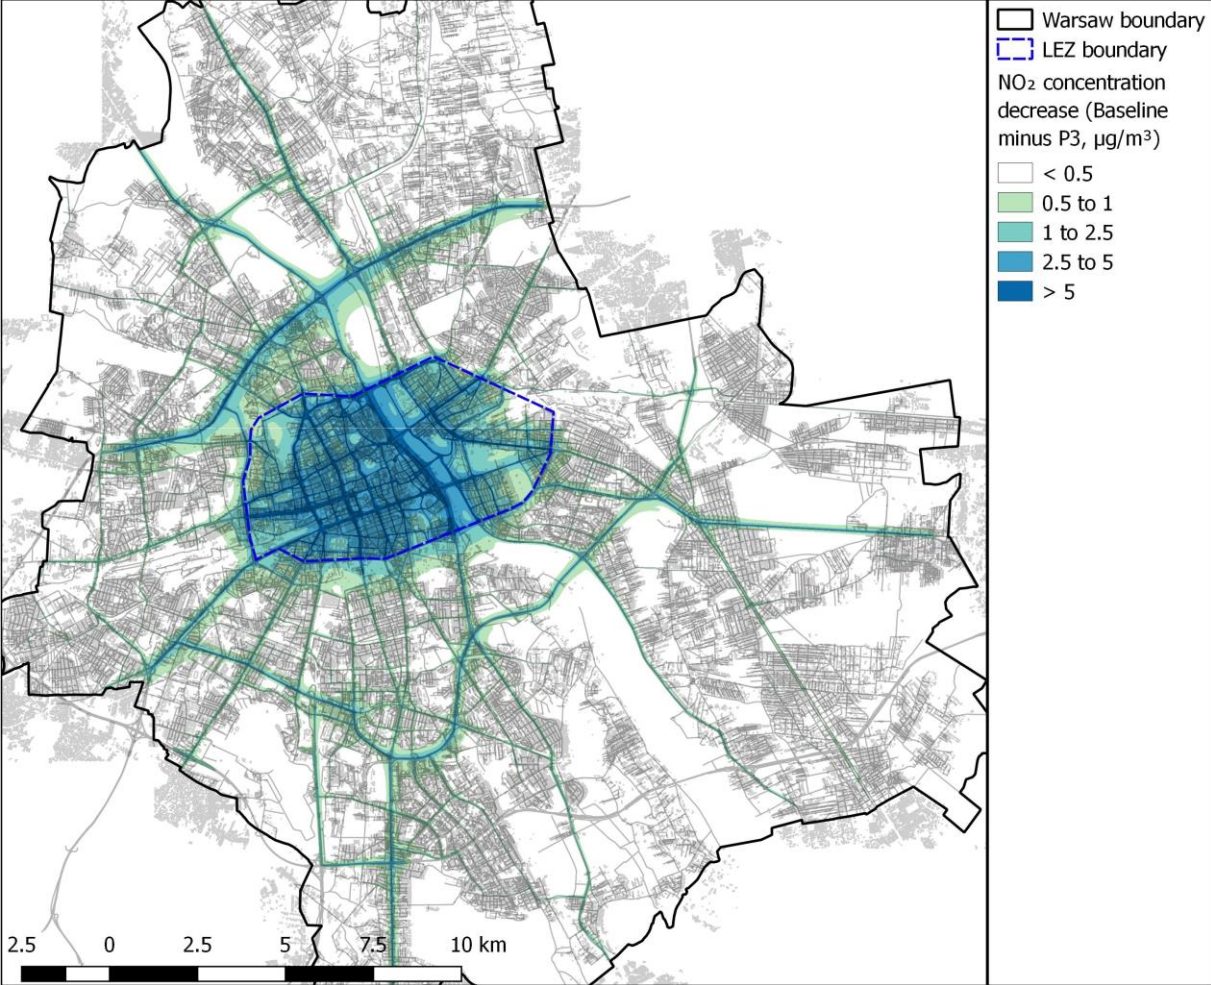 Warsaw boundary
LEZ boundary
NO₂ concentration
decrease (Baseline
minus P3, µg/m³)
< 0.5
0.5 to 1
1 to 2.5
2.5 to 5
> 5
2.5 0 2.5 5 7.5 10 km